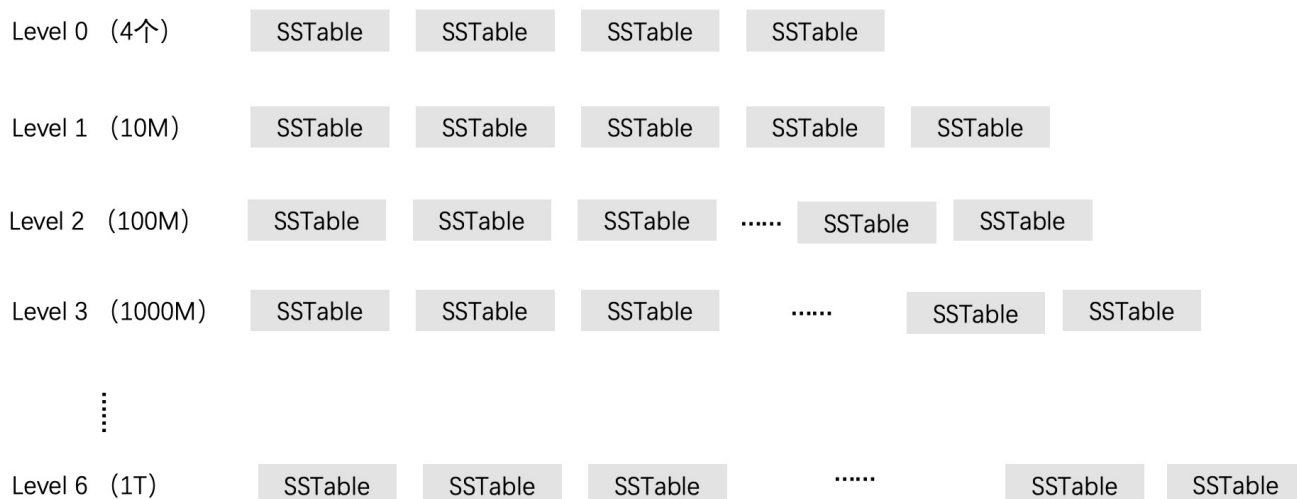 Level 0 （4个） SSTable SSTable SSTable SSTable
Level 1 （10M） SSTable SSTable SSTable SSTable SSTable
Level 2 （100M） SSTable SSTable SSTable …… SSTable SSTable
Level 3 （1000M） SSTable SSTable SSTable …… SSTable SSTable
……
Level 6 （1T） SSTable SSTable SSTable …… SSTable SSTable